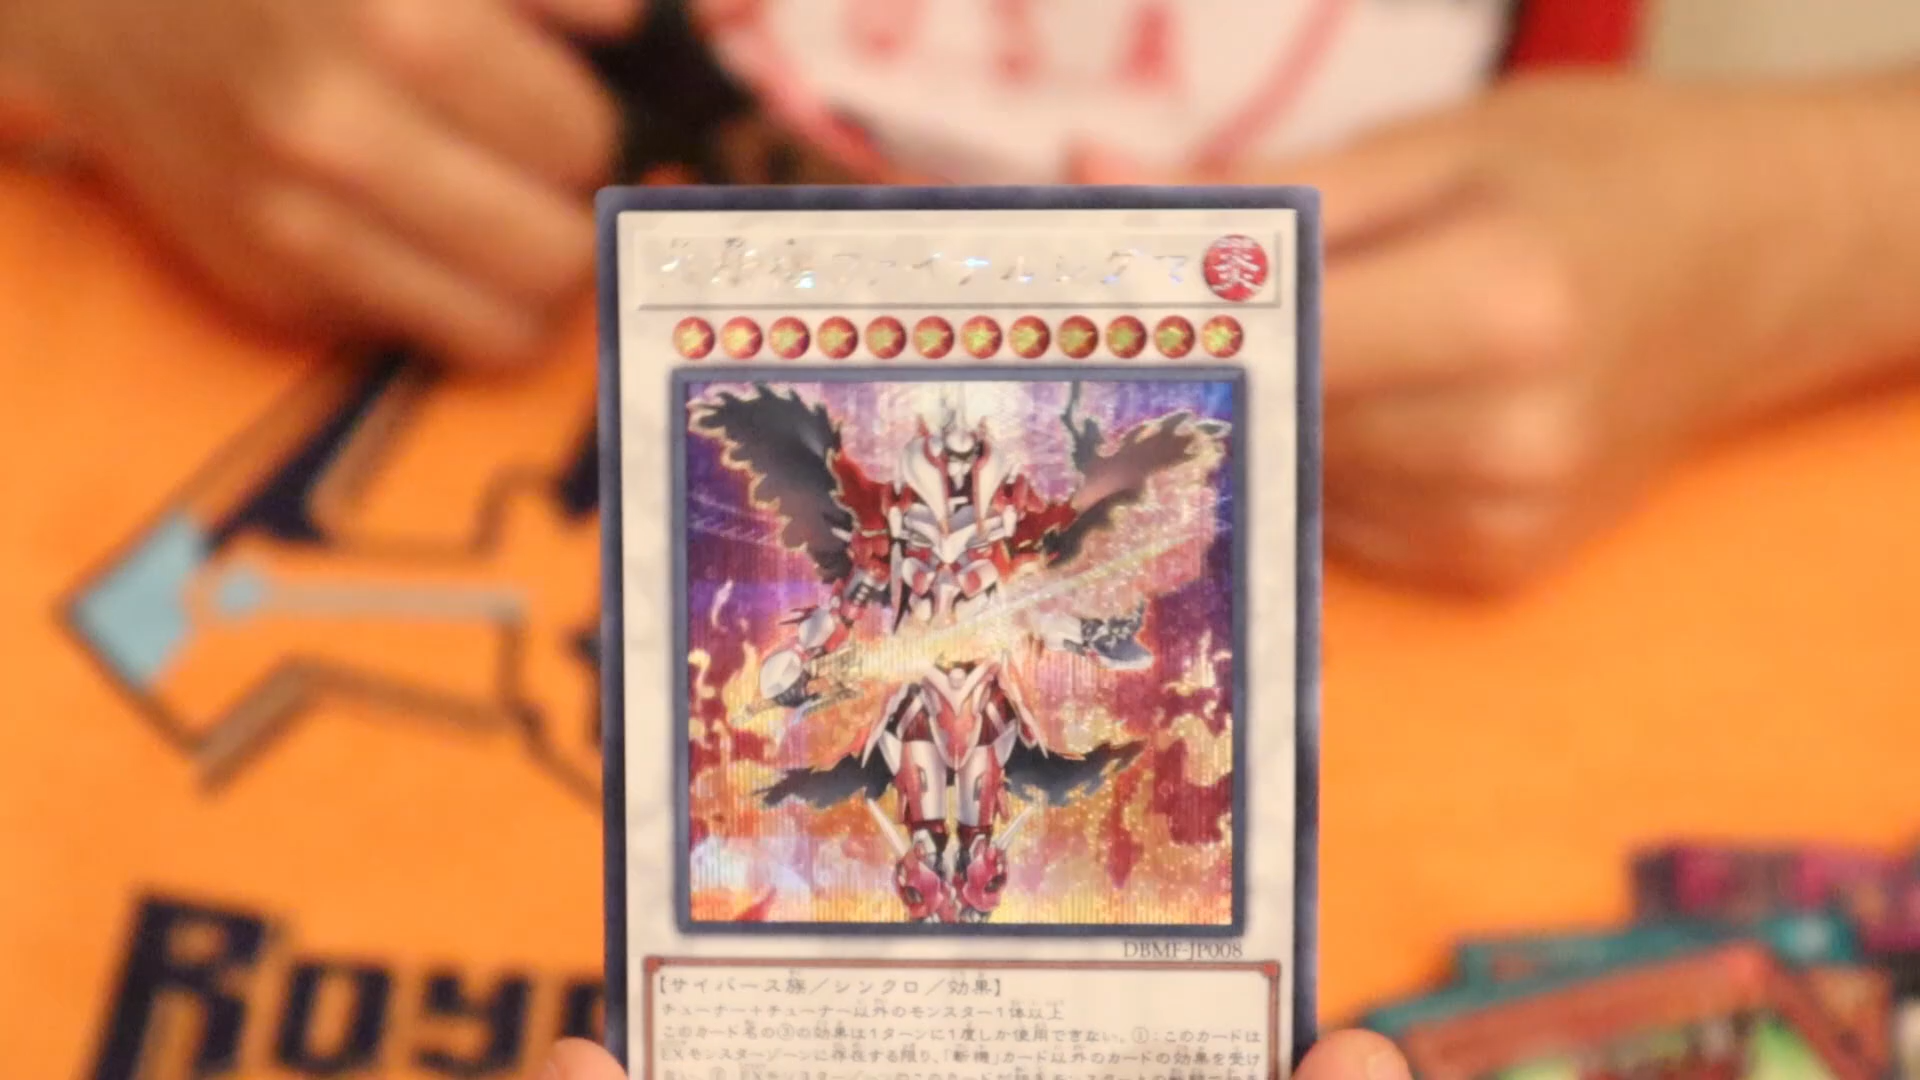 USA
炎斬機ファイナルシグマ 炎
DBMF-JP008
【サイバース族／シンクロ／効果】
チューナー＋チューナー以外のモンスター1体以上
このカード名の③の効果は1ターンに1度しか使用できない。①：このカードは
EXモンスターゾーンに存在する限り、「斬機」カード以外のカードの効果を受け
Roy